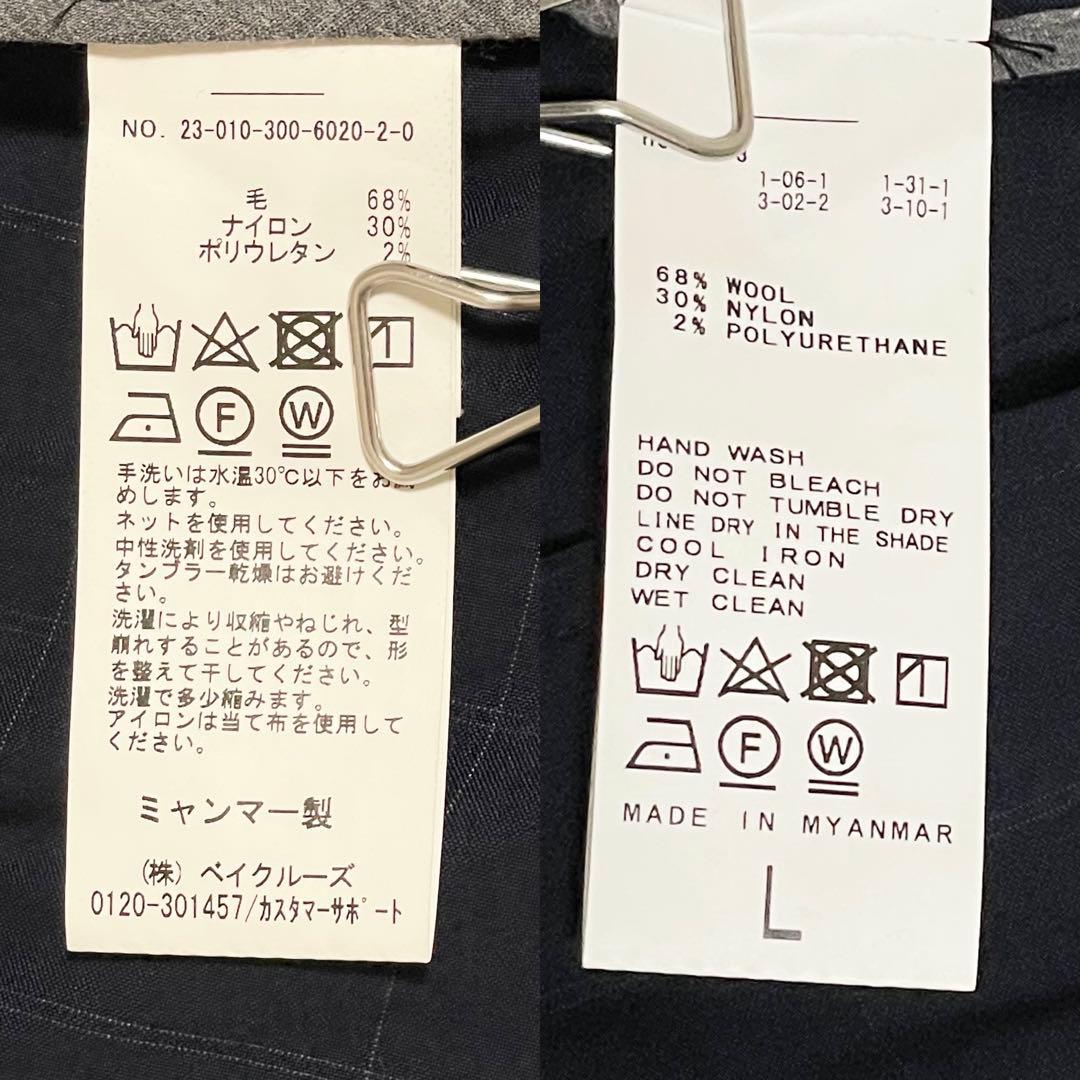 NO. 23-010-300-6020-2-0
毛 68%
ナイロン 30%
ポリウレタン 2%
F W
手洗いは水温30℃以下をお
めします。
ネットを使用してください。
中性洗剤を使用してください。
タンブラー乾燥はお避けくだ
さい。
洗濯により収縮やねじれ、型
崩れすることがあるので、形
を整えて干してください。
洗濯で多少縮みます。
アイロンは当て布を使用して
ください。
ミャンマー製
(株) ベイクルーズ
0120-301457/カスタマーサポート
1-06-1 1-31-1
3-02-2 3-10-1
68% WOOL
30% NYLON
2% POLYURETHANE
HAND WASH
DO NOT BLEACH
DO NOT TUMBLE DRY
LINE DRY IN THE SHADE
COOL IRON
DRY CLEAN
WET CLEAN
F W
MADE IN MYANMAR
L